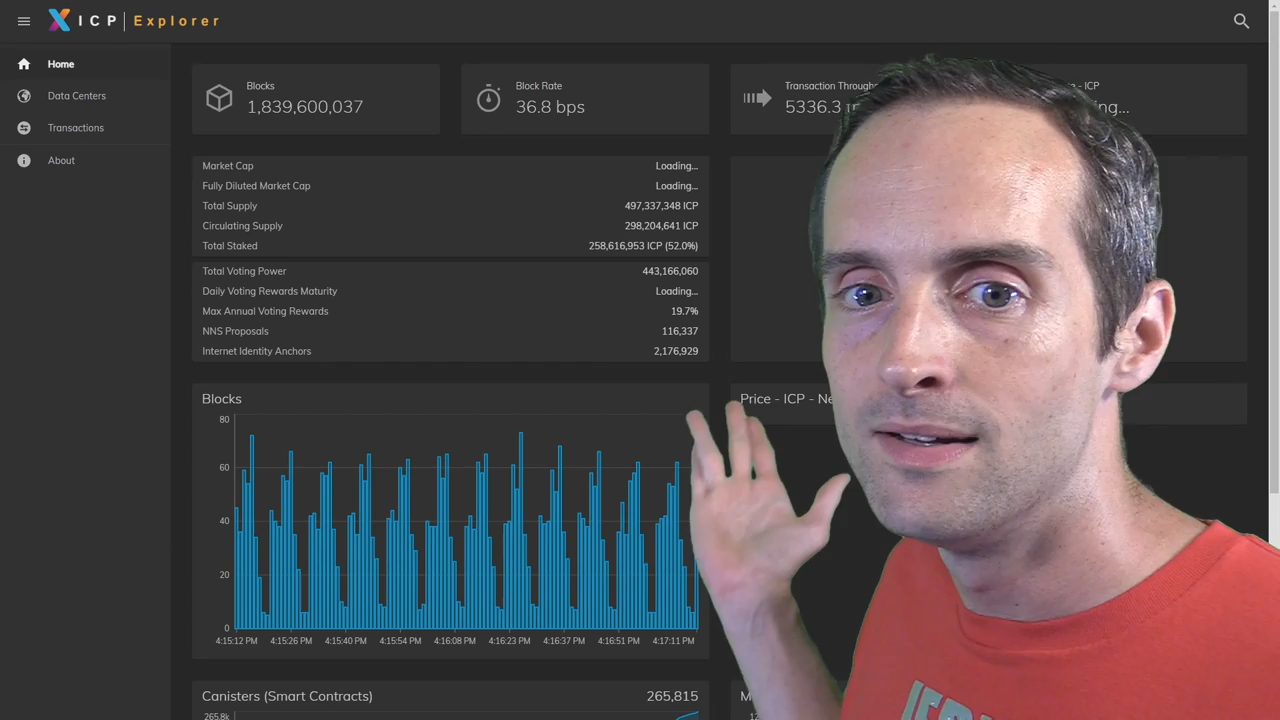 ICP | Explorer
Home
Data Centers
Transactions
About
Blocks
1,839,600,037
Block Rate
36.8 bps
Transaction
5336.3
- ICP
Market Cap Loading...
Fully Diluted Market Cap Loading...
Total Supply 497,337,348 ICP
Circulating Supply 298,204,641 ICP
Total Staked 258,616,953 ICP (52.0%)
Total Voting Power 443,166,060
Daily Voting Rewards Maturity Loading...
Max Annual Voting Rewards 19.7%
NNS Proposals 116,337
Internet Identity Anchors 2,176,929
Blocks
80
60
40
20
0
4:15:12 PM 4:15:26 PM 4:15:40 PM 4:15:54 PM 4:16:08 PM 4:16:23 PM 4:16:37 PM 4:16:51 PM 4:17:11 PM
Price - ICP -
Canisters (Smart Contracts) 265,815
265.8k